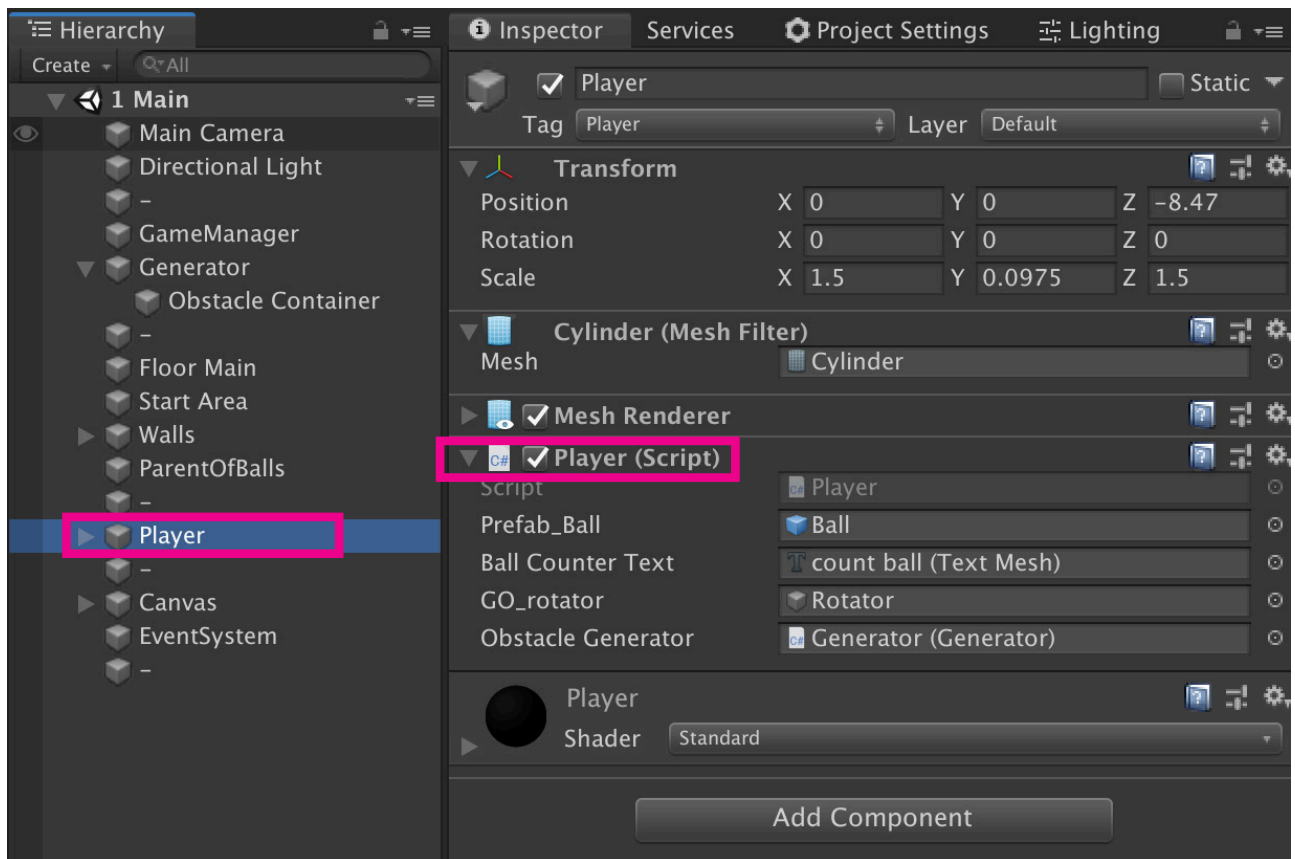 Hierarchy
Create
All
1 Main
Main Camera
Directional Light
-
GameManager
Generator
Obstacle Container
-
Floor Main
Start Area
Walls
ParentOfBalls
-
Player
-
Canvas
EventSystem
-
Inspector Services Project Settings Lighting
Player Static
Tag Player Layer Default
Transform
Position X 0 Y 0 Z -8.47
Rotation X 0 Y 0 Z 0
Scale X 1.5 Y 0.0975 Z 1.5
Cylinder (Mesh Filter)
Mesh Cylinder
Mesh Renderer
C# Player (Script)
Script Player
Prefab_Ball Ball
Ball Counter Text count ball (Text Mesh)
GO_rotator Rotator
Obstacle Generator Generator (Generator)
Player
Shader Standard
Add Component